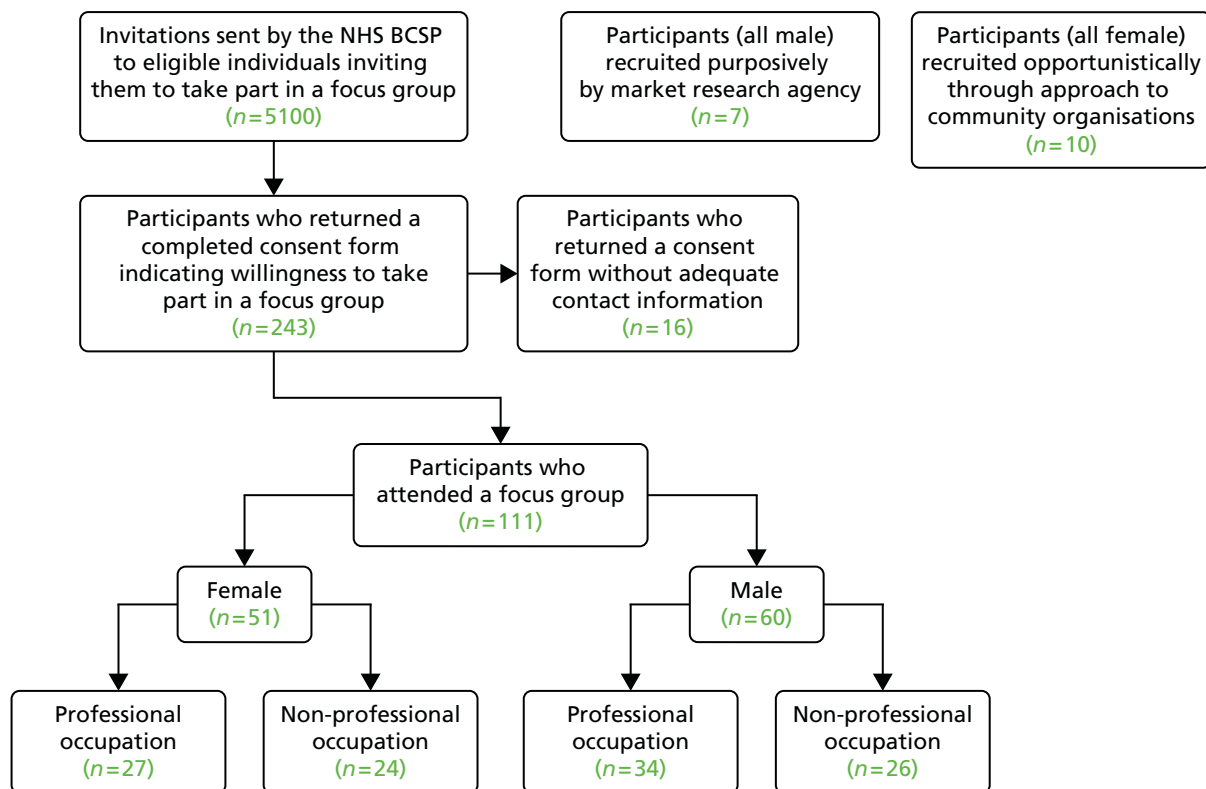 Invitations sent by the NHS BCSP
to eligible individuals inviting
them to take part in a focus group
(n=5100)
Participants (all male)
recruited purposively
by market research agency
(n=7)
Participants (all female)
recruited opportunistically
through approach to
community organisations
(n=10)
Participants who returned a
completed consent form
indicating willingness to take
part in a focus group
(n=243)
Participants who
returned a consent
form without adequate
contact information
(n=16)
Participants who
attended a focus group
(n=111)
Female
(n=51)
Male
(n=60)
Professional
occupation
(n=27)
Non-professional
occupation
(n=24)
Professional
occupation
(n=34)
Non-professional
occupation
(n=26)